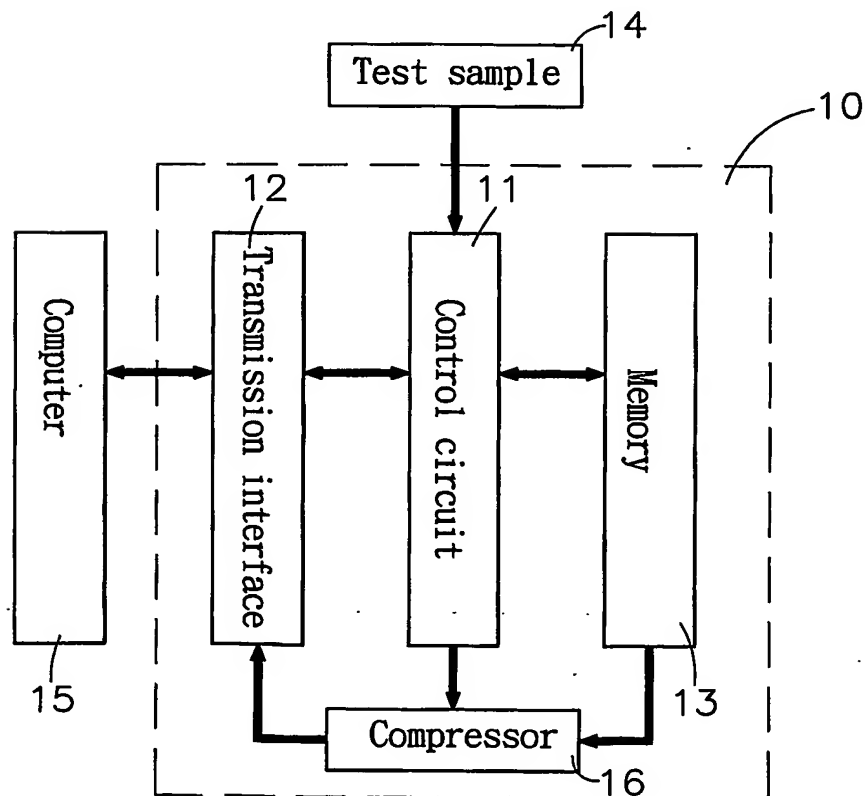 14
Test sample
10
12
11
Computer
Transmission interface
Control circuit
Memory
15
13
Compressor
16